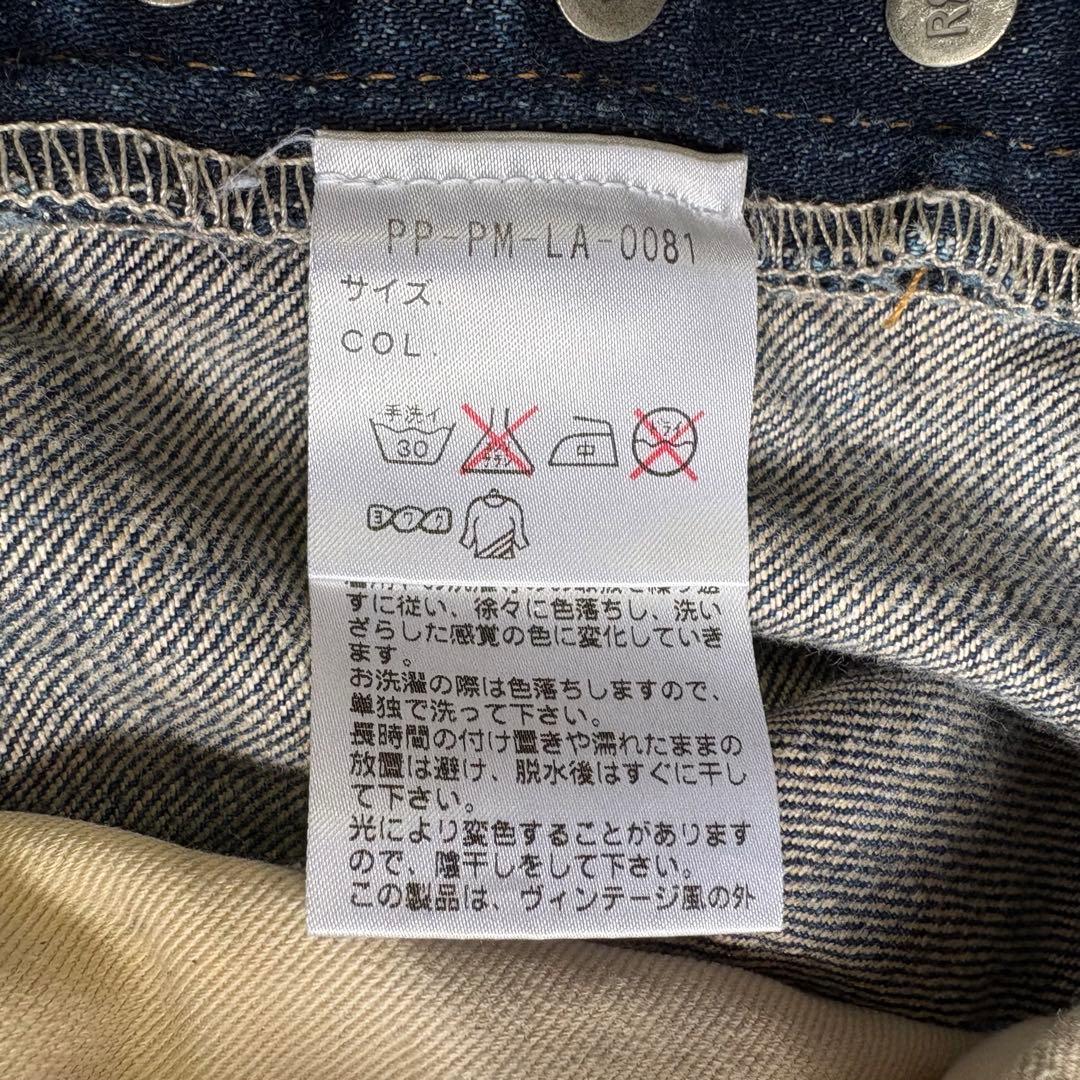 PP-PM-LA-0081
サイズ.
COL.
手洗イ
30
中
ヨワク
ずに従い、徐々に色落ちし、洗い
ざらした感覚の色に変化していき
ます。
お洗濯の際は色落ちしますので、
単独で洗って下さい。
長時間の付け置きや濡れたままの
放置は避け、脱水後はすぐに干し
て下さい。
光により変色することがあります
ので、陰干しをして下さい。
この製品は、ヴィンテージ風の外